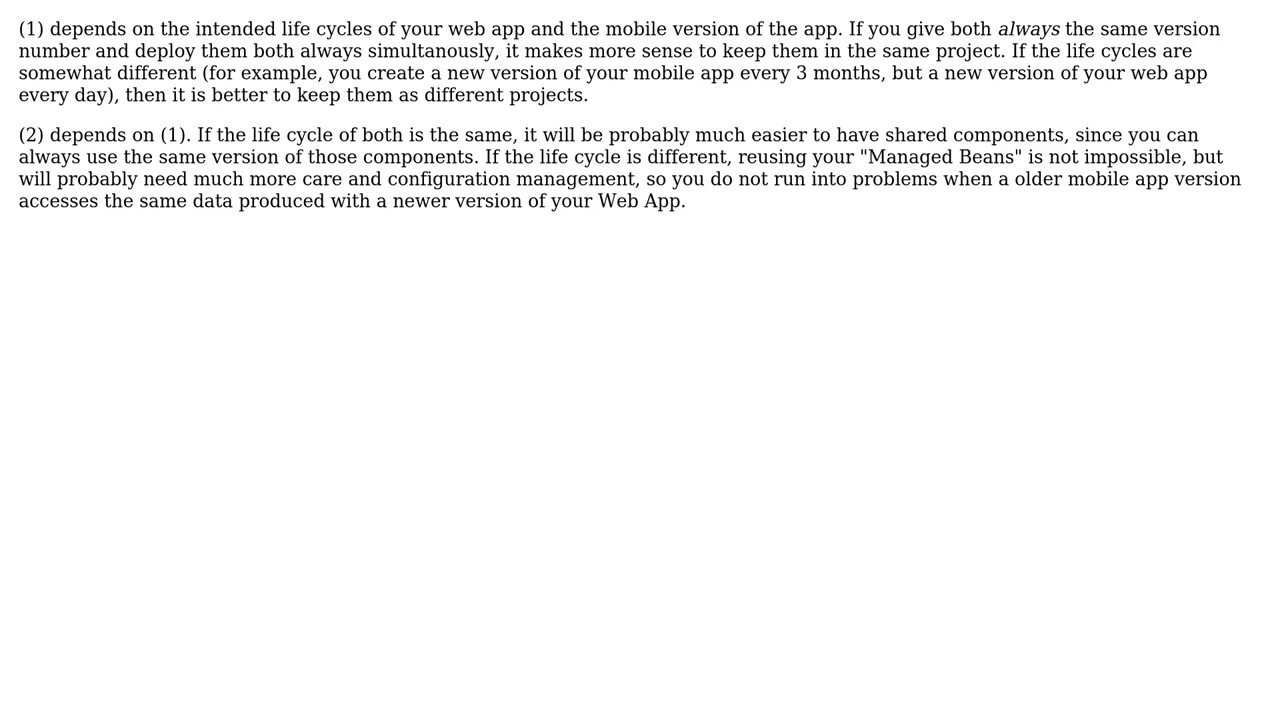 (1) depends on the intended life cycles of your web app and the mobile version of the app. If you give both always the same version
number and deploy them both always simultanously, it makes more sense to keep them in the same project. If the life cycles are
somewhat different (for example, you create a new version of your mobile app every 3 months, but a new version of your web app
every day), then it is better to keep them as different projects.
(2) depends on (1). If the life cycle of both is the same, it will be probably much easier to have shared components, since you can
always use the same version of those components. If the life cycle is different, reusing your "Managed Beans" is not impossible, but
will probably need much more care and configuration management, so you do not run into problems when a older mobile app version
accesses the same data produced with a newer version of your Web App.